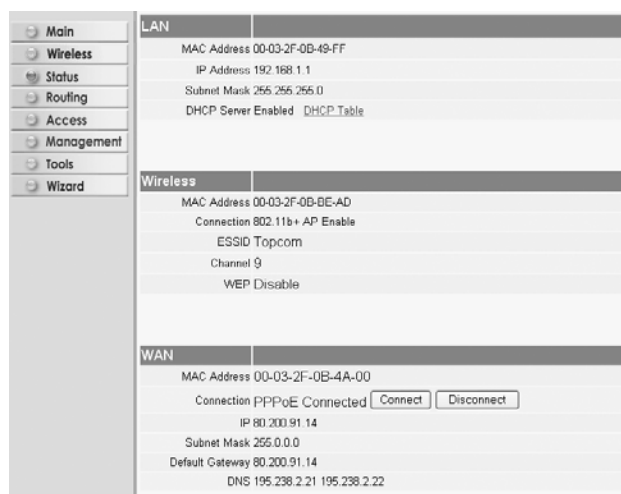 Main
Wireless
Status
Routing
Access
Management
Tools
Wizard
LAN
MAC Address 00-03-2F-0B-49-FF
IP Address 192.168.1.1
Subnet Mask 255.255.255.0
DHCP Server Enabled DHCP Table
Wireless
MAC Address 00-03-2F-0B-BE-AD
Connection 802.11b+ AP Enable
ESSID Topcom
Channel 9
WEP Disable
WAN
MAC Address 00-03-2F-0B-4A-00
Connection PPPoE Connected Connect Disconnect
IP 80.200.91.14
Subnet Mask 255.0.0.0
Default Gateway 80.200.91.14
DNS 195.238.2.21 195.238.2.22